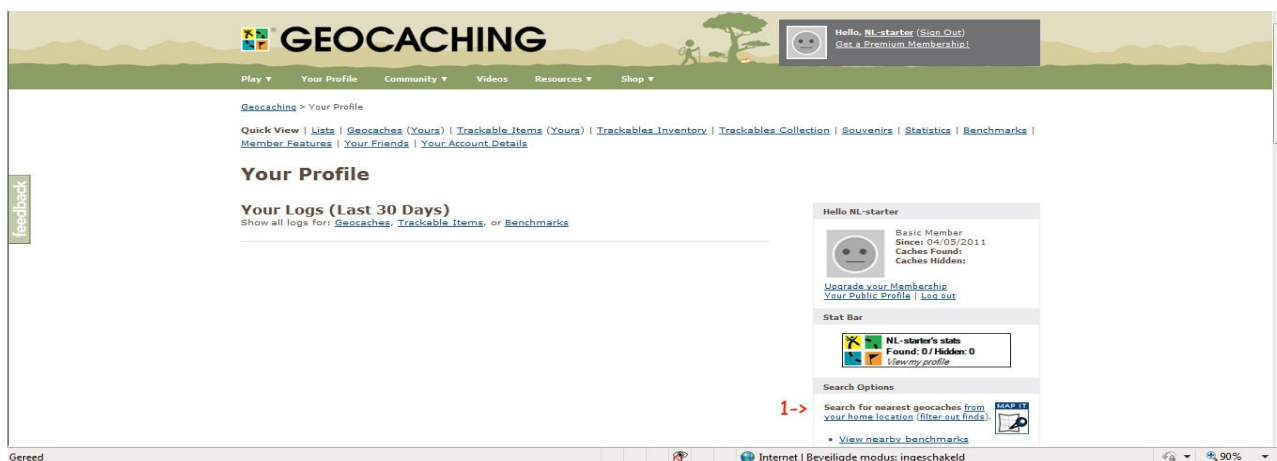 GEOCACHING
Hello, NL-starter (Sign Out)
Get a Premium Membership!
Play ▼ Your Profile Community ▼ Videos Resources ▼ Shop ▼
Geocaching > Your Profile
Quick View | Lists | Geocaches (Yours) | Trackable Items (Yours) | Trackables Inventory | Trackables Collection | Souvenirs | Statistics | Benchmarks |
Member Features | Your Friends | Your Account Details
Your Profile
feedback
Your Logs (Last 30 Days)
Show all logs for: Geocaches, Trackable Items, or Benchmarks
Hello NL-starter
Basic Member
Since: 04/05/2011
Caches Found:
Caches Hidden:
Upgrade your Membership
Your Public Profile | Log out
Stat Bar
NL-starter's stats
Found: 0 / Hidden: 0
View my profile
Search Options
1->
Search for nearest geocaches from
your home location (filter out finds).
MAP IT
• View nearby benchmarks
Gereed Internet | Beveiligde modus: ingeschakeld 90%